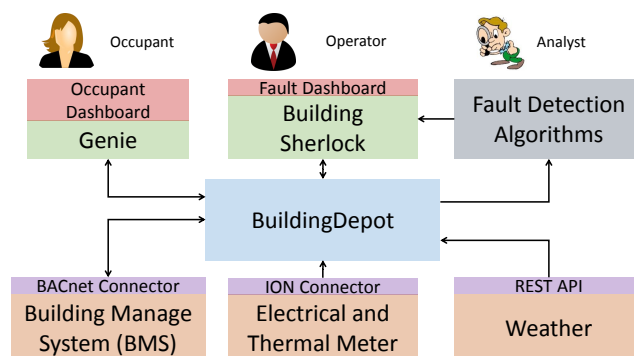 Occupant
Operator
Analyst
Occupant
Dashboard
Genie
Fault Dashboard
Building
Sherlock
Fault Detection
Algorithms
BuildingDepot
BACnet Connector
Building Manage
System (BMS)
ION Connector
Electrical and
Thermal Meter
REST API
Weather